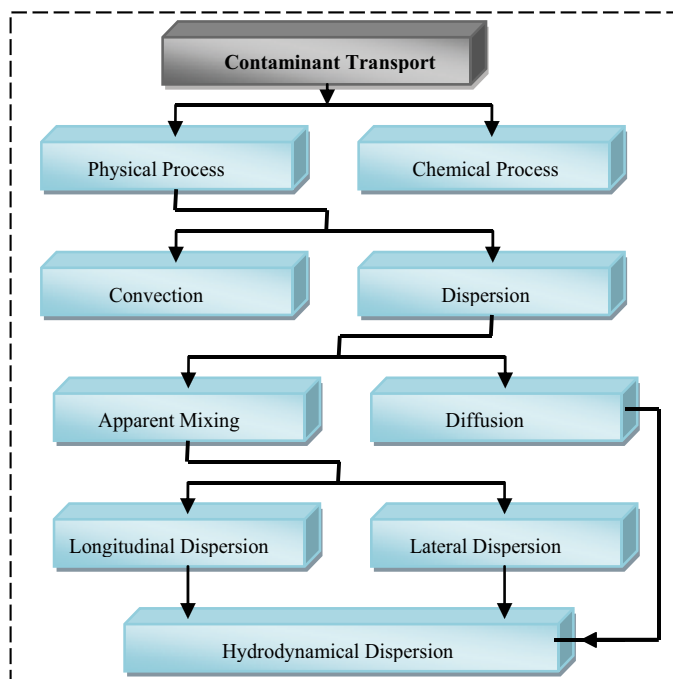 Contaminant Transport
Physical Process
Chemical Process
Convection
Dispersion
Apparent Mixing
Diffusion
Longitudinal Dispersion
Lateral Dispersion
Hydrodynamical Dispersion